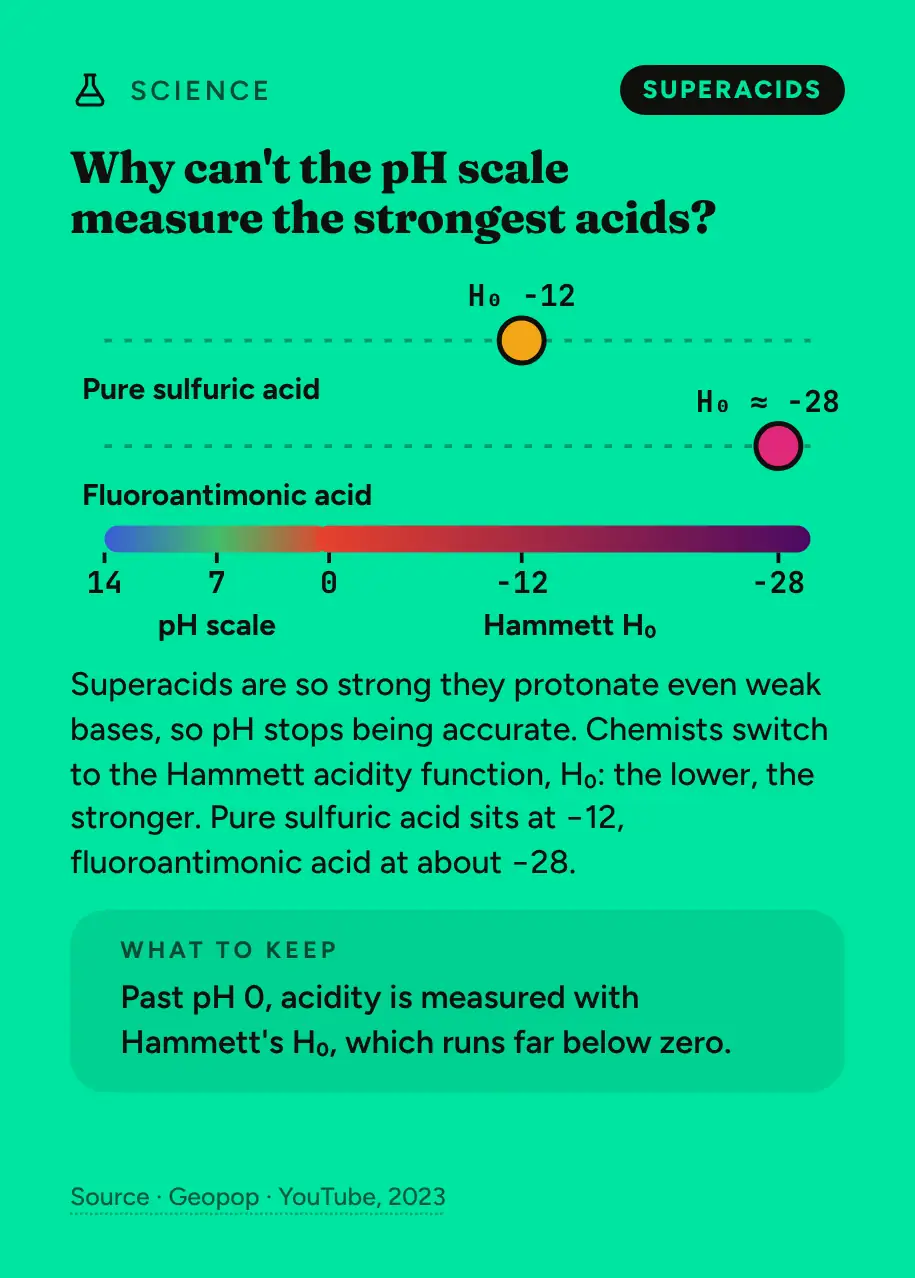 SCIENCE
SUPERACIDS
Why can't the pH scale
measure the strongest acids?
H₀ -12
Pure sulfuric acid
H₀ ≈ -28
Fluoroantimonic acid
14 7 0 -12 -28
pH scale Hammett H₀
Superacids are so strong they protonate even weak
bases, so pH stops being accurate. Chemists switch
to the Hammett acidity function, H₀: the lower, the
stronger. Pure sulfuric acid sits at −12,
fluoroantimonic acid at about −28.
WHAT TO KEEP
Past pH 0, acidity is measured with
Hammett's H₀, which runs far below zero.
Source · Geopop · YouTube, 2023